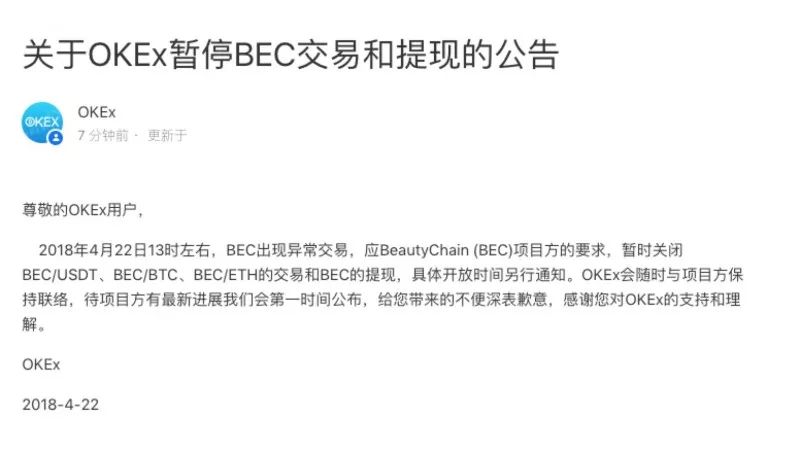 关于OKEx暂停BEC交易和提现的公告
OKEX
OKEx
7 分钟前 · 更新于
尊敬的OKEx用户，
2018年4月22日13时左右，BEC出现异常交易，应BeautyChain (BEC)项目方的要求，暂时关闭
BEC/USDT、BEC/BTC、BEC/ETH的交易和BEC的提现，具体开放时间另行通知。OKEx会随时与项目方保
持联络，待项目方有最新进展我们会第一时间公布，给您带来的不便深表歉意，感谢您对OKEx的支持和理
解。
OKEx
2018-4-22